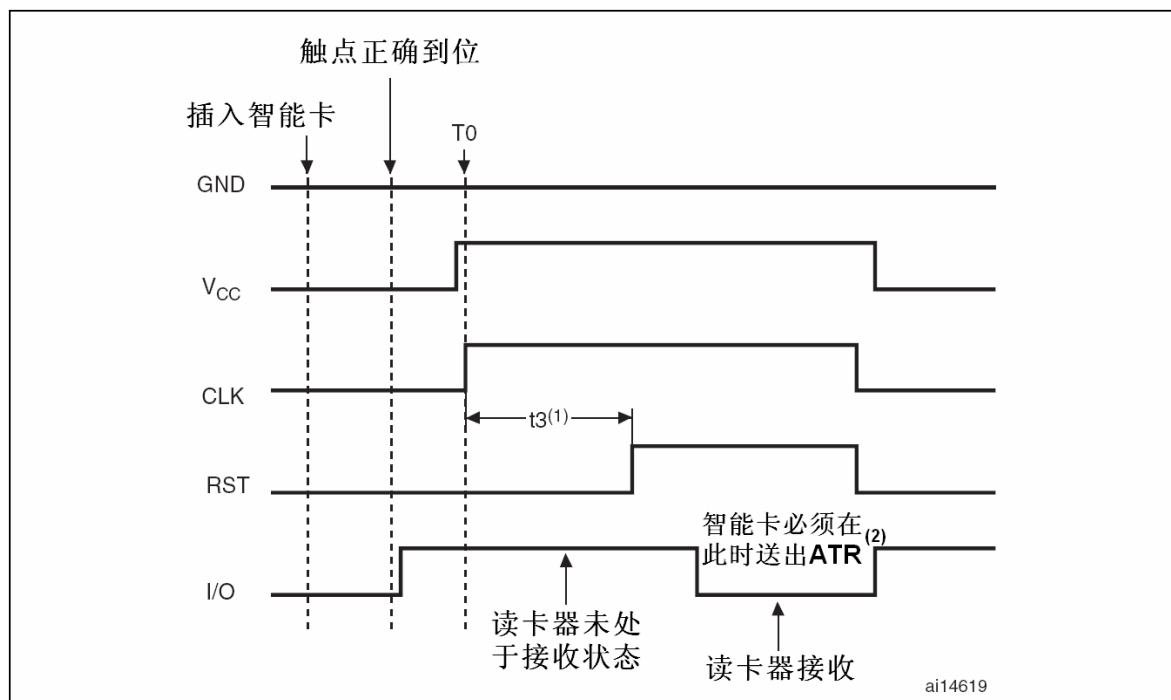 触点正确到位
插入智能卡
T0
GND
VCC
CLK
t3(1)
RST
智能卡必须在
此时送出ATR(2)
I/O
读卡器未处
于接收状态
读卡器接收
ai14619